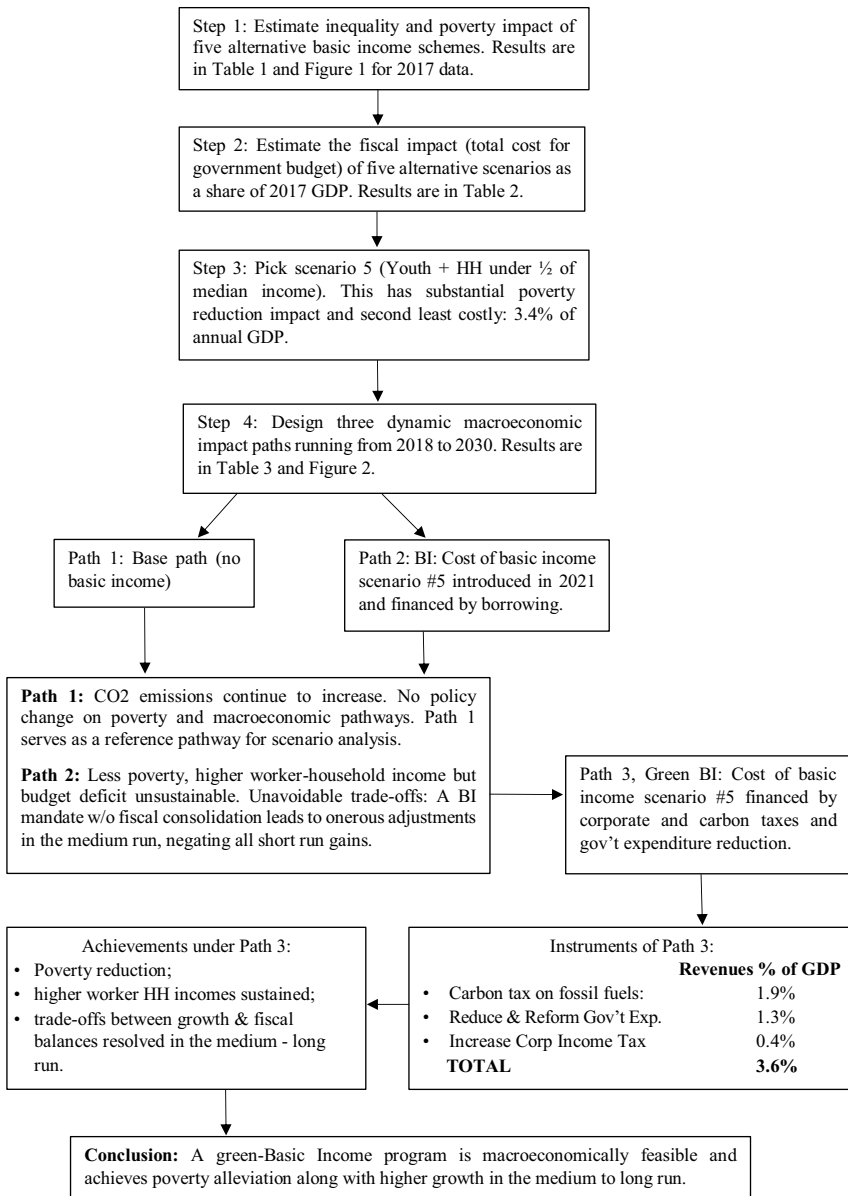 Step 1: Estimate inequality and poverty impact of
five alternative basic income schemes. Results are
in Table 1 and Figure 1 for 2017 data.
Step 2: Estimate the fiscal impact (total cost for
government budget) of five alternative scenarios as
a share of 2017 GDP. Results are in Table 2.
Step 3: Pick scenario 5 (Youth + HH under ½ of
median income). This has substantial poverty
reduction impact and second least costly: 3.4% of
annual GDP.
Step 4: Design three dynamic macroeconomic
impact paths running from 2018 to 2030. Results are
in Table 3 and Figure 2.
Path 1: Base path (no
basic income)
Path 2: BI: Cost of basic income
scenario #5 introduced in 2021
and financed by borrowing.
Path 1: CO2 emissions continue to increase. No policy
change on poverty and macroeconomic pathways. Path 1
serves as a reference pathway for scenario analysis.
Path 2: Less poverty, higher worker-household income but
budget deficit unsustainable. Unavoidable trade-offs: A BI
mandate w/o fiscal consolidation leads to onerous adjustments
in the medium run, negating all short run gains.
Path 3, Green BI: Cost of basic
income scenario #5 financed by
corporate and carbon taxes and
gov't expenditure reduction.
Achievements under Path 3:
• Poverty reduction;
• higher worker HH incomes sustained;
• trade-offs between growth & fiscal
balances resolved in the medium - long
run.
Instruments of Path 3:
Revenues % of GDP
• Carbon tax on fossil fuels: 1.9%
• Reduce & Reform Gov't Exp. 1.3%
• Increase Corp Income Tax 0.4%
TOTAL 3.6%
Conclusion: A green-Basic Income program is macroeconomically feasible and
achieves poverty alleviation along with higher growth in the medium to long run.